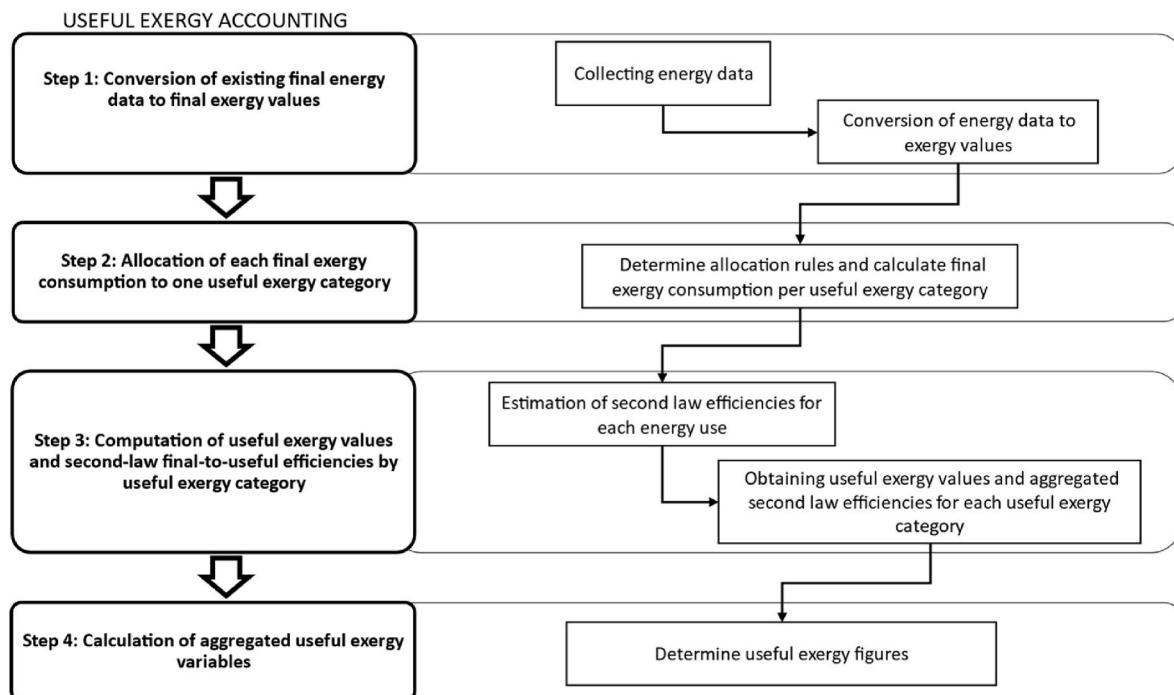 USEFUL EXERGY ACCOUNTING
Step 1: Conversion of existing final energy
data to final exergy values
Collecting energy data
Conversion of energy data to
exergy values
Step 2: Allocation of each final exergy
consumption to one useful exergy category
Determine allocation rules and calculate final
exergy consumption per useful exergy category
Step 3: Computation of useful exergy values
and second-law final-to-useful efficiencies by
useful exergy category
Estimation of second law efficiencies for
each energy use
Obtaining useful exergy values and aggregated
second law efficiencies for each useful exergy
category
Step 4: Calculation of aggregated useful exergy
variables
Determine useful exergy figures